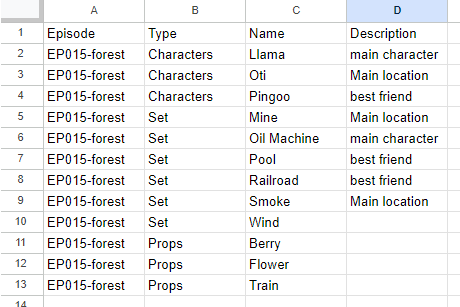 A B C D
1 Episode Type Name Description
2 EP015-forest Characters Llama main character
3 EP015-forest Characters Oti Main location
4 EP015-forest Characters Pingoo best friend
5 EP015-forest Set Mine Main location
6 EP015-forest Set Oil Machine main character
7 EP015-forest Set Pool best friend
8 EP015-forest Set Railroad best friend
9 EP015-forest Set Smoke Main location
10 EP015-forest Set Wind
11 EP015-forest Props Berry
12 EP015-forest Props Flower
13 EP015-forest Props Train
14